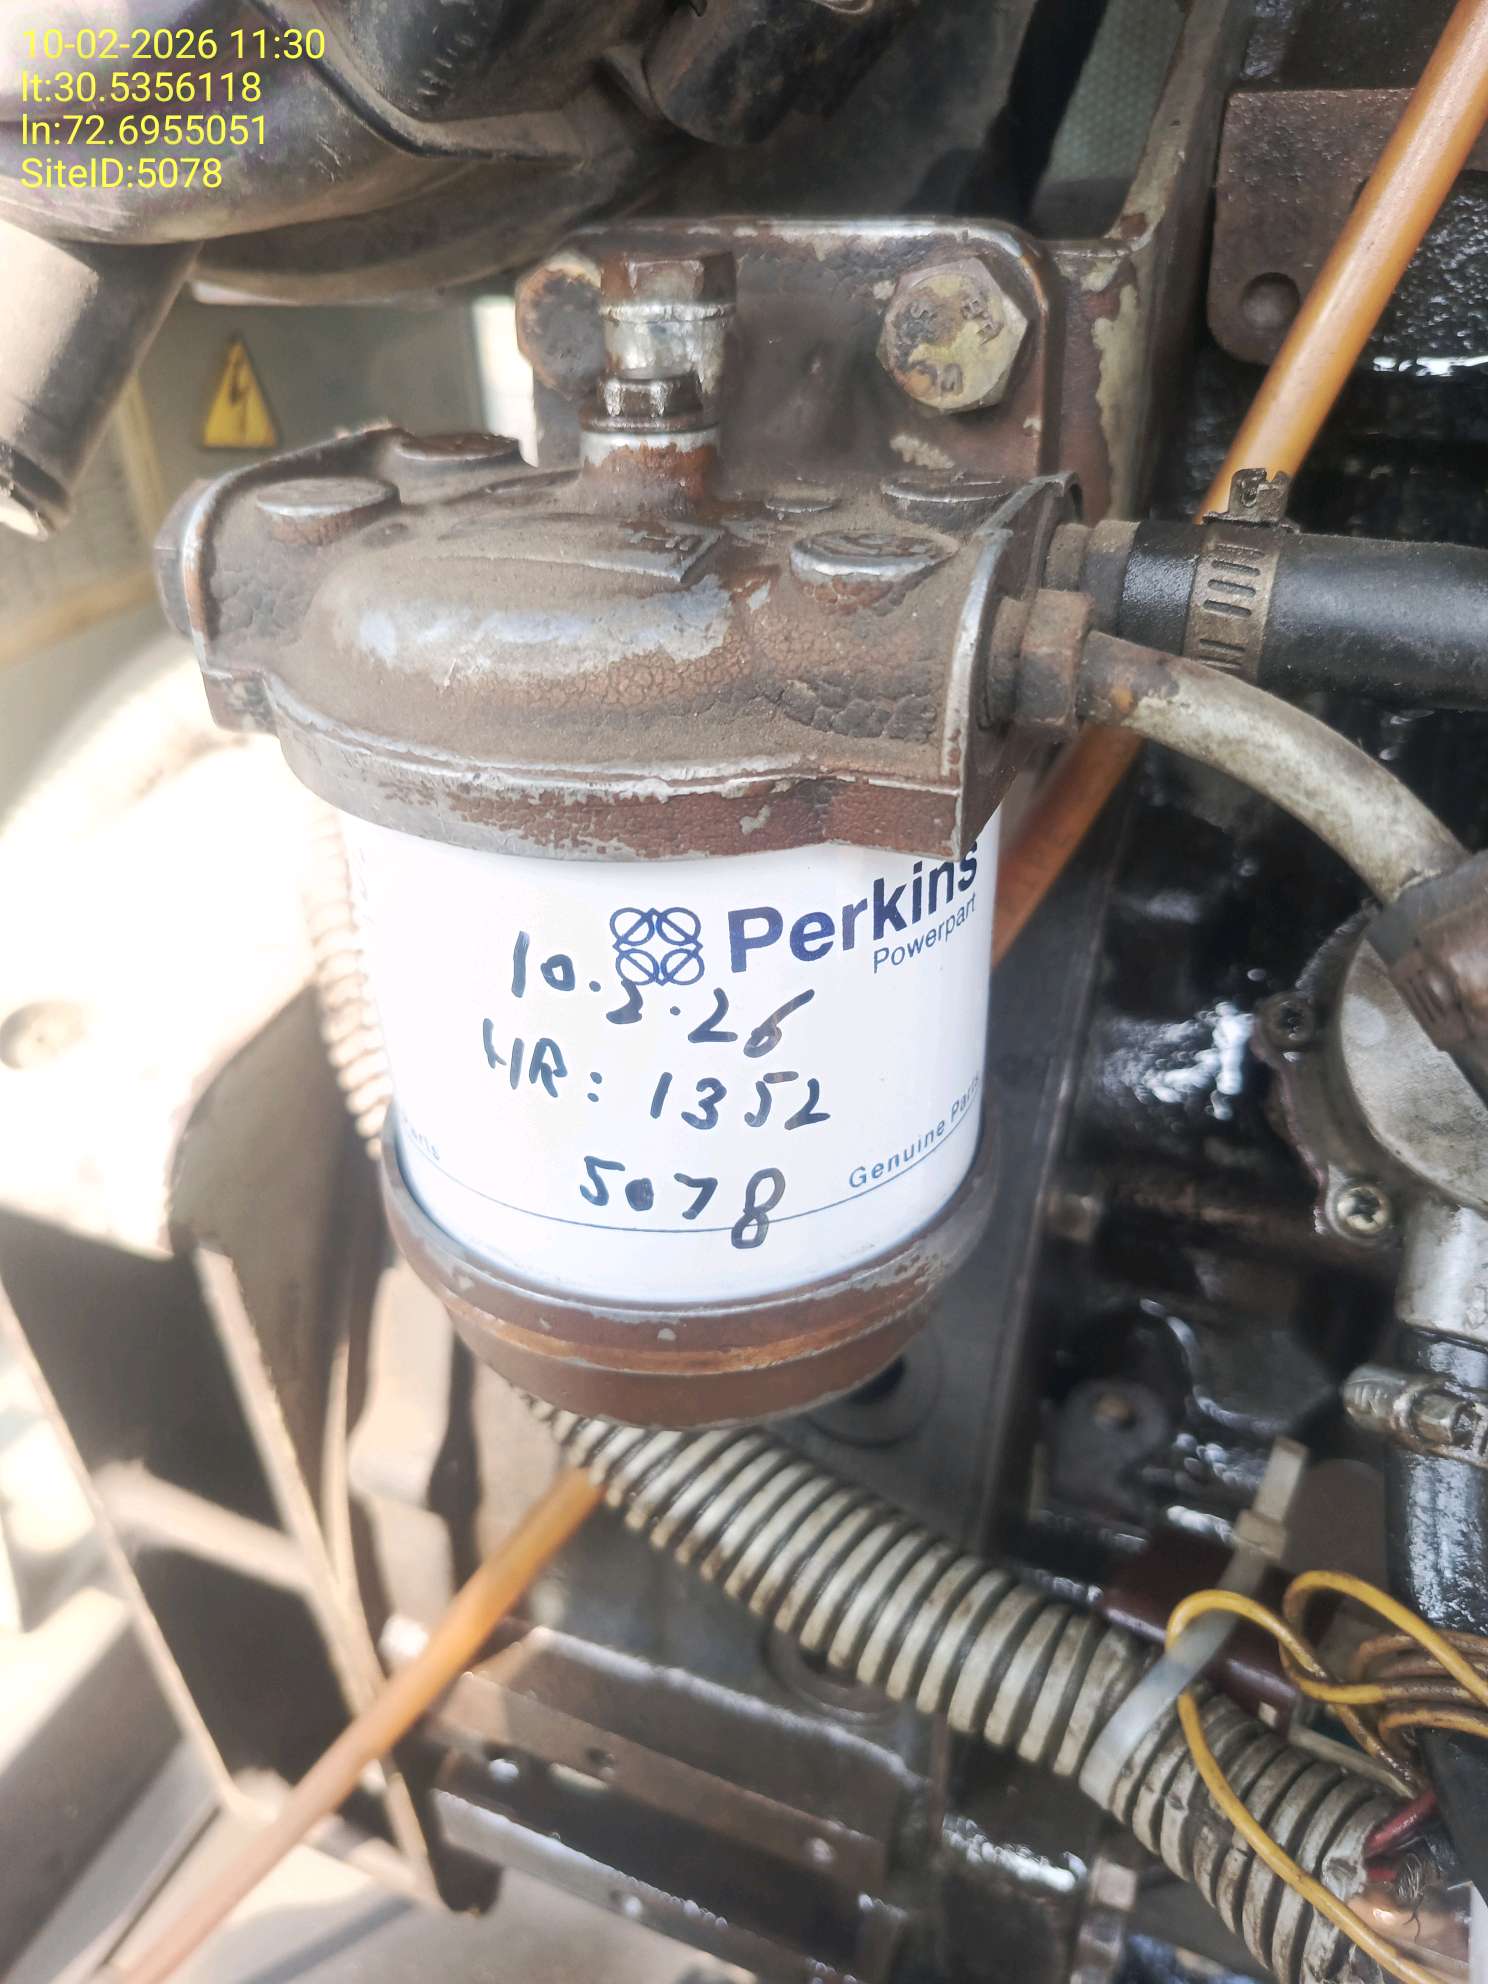 10-02-2026 11:30
lt:30.5356118
ln:72.6955051
SiteID:5078
Perkins
Powerpart
10.2.26
HR: 1352
5078
Genuine Parts